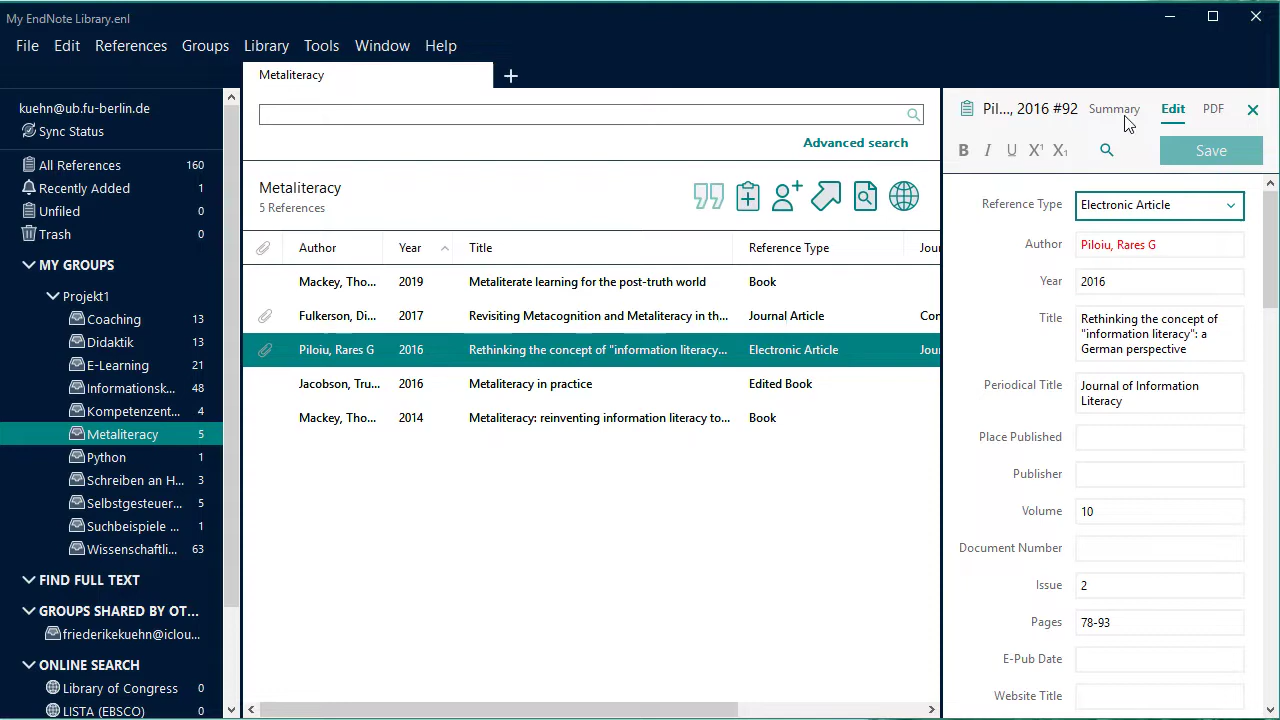 My EndNote Library.enl
File Edit References Groups Library Tools Window Help
Metaliteracy
kuehn@ub.fu-berlin.de
Sync Status
All References 160
Recently Added 1
Unfiled 0
Trash 0
MY GROUPS
Projekt1
Coaching 13
Didaktik 13
E-Learning 21
Informationsk... 48
Kompetenzent... 4
Metaliteracy 5
Python 1
Schreiben an H... 3
Selbstgesteuer... 5
Suchbeispiele ... 1
Wissenschaftli... 63
FIND FULL TEXT
GROUPS SHARED BY OT...
friederikekuehn@iclou...
ONLINE SEARCH
Library of Congress 0
LISTA (EBSCO) 0
Advanced search
Metaliteracy
5 References
Author Year Title Reference Type Jou
Mackey, Tho... 2019 Metaliterate learning for the post-truth world Book
Fulkerson, Di... 2017 Revisiting Metacognition and Metaliteracy in th... Journal Article Cor
Piloiu, Rares G 2016 Rethinking the concept of "information literacy... Electronic Article Jou
Jacobson, Tru... 2016 Metaliteracy in practice Edited Book
Mackey, Tho... 2014 Metaliteracy: reinventing information literacy to... Book
Pil..., 2016 #92 Summary Edit PDF
B I U X¹ X₁ Save
Reference Type Electronic Article
Author Piloiu, Rares G
Year 2016
Title Rethinking the concept of
"information literacy": a
German perspective
Periodical Title Journal of Information
Literacy
Place Published
Publisher
Volume 10
Document Number
Issue 2
Pages 78-93
E-Pub Date
Website Title